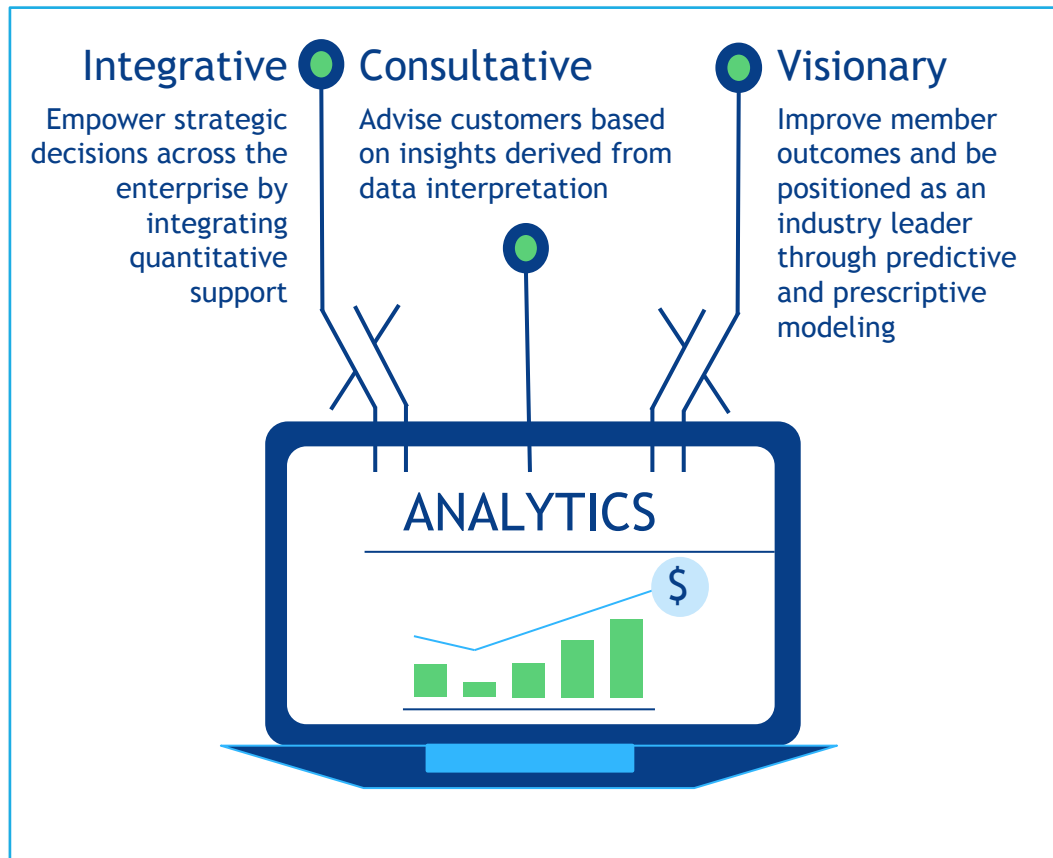 Integrative
Empower strategic
decisions across the
enterprise by
integrating
quantitative
support
Consultative
Advise customers based
on insights derived from
data interpretation
Visionary
Improve member
outcomes and be
positioned as an
industry leader
through predictive
and prescriptive
modeling
ANALYTICS
$